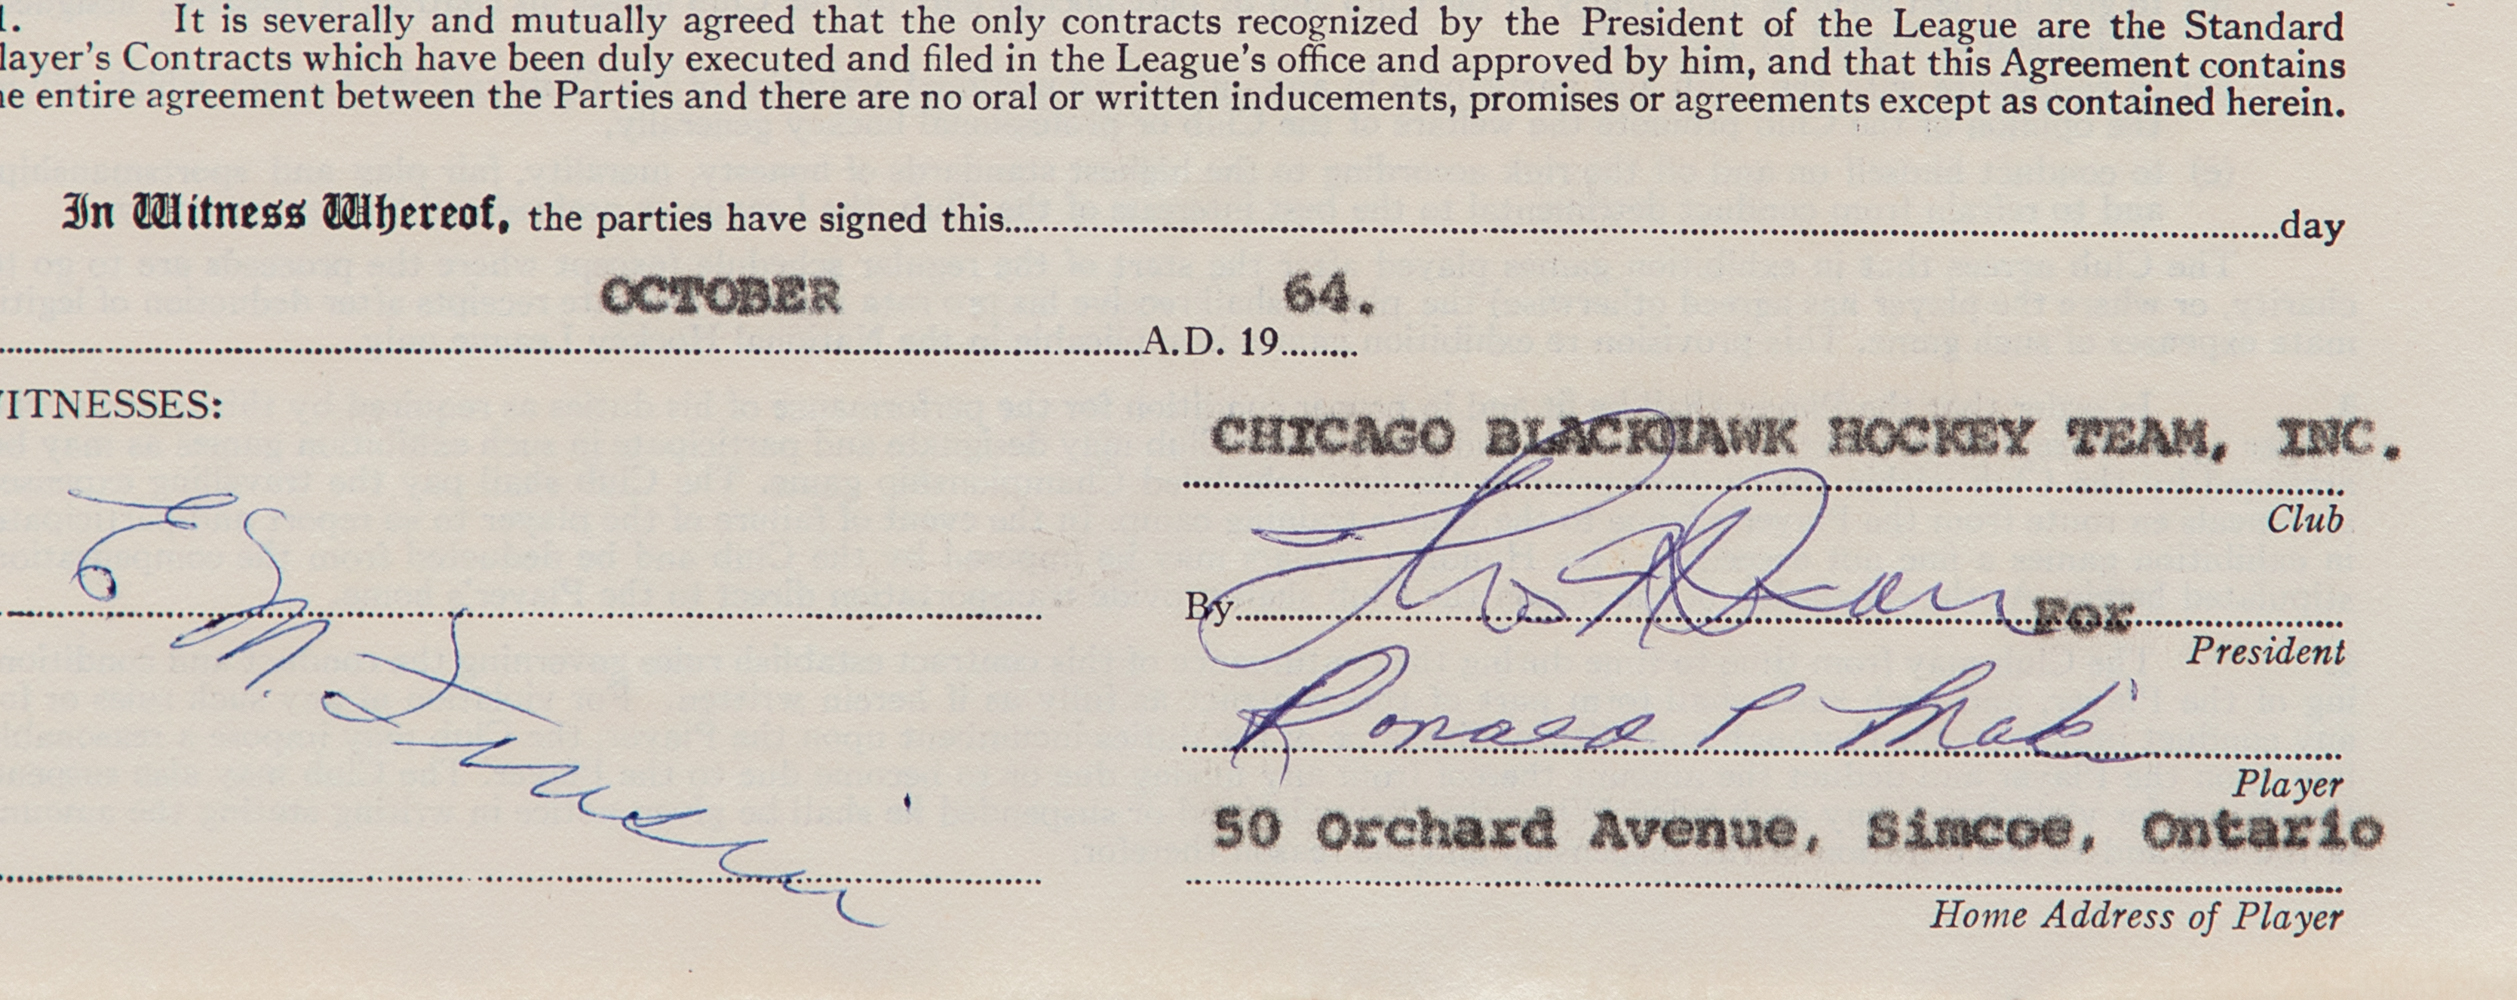 1. It is severally and mutually agreed that the only contracts recognized by the President of the League are the Standard
layer's Contracts which have been duly executed and filed in the League's office and approved by him, and that this Agreement contains
e entire agreement between the Parties and there are no oral or written inducements, promises or agreements except as contained herein.
In Witness Whereof, the parties have signed this day
OCTOBER 64.
A.D. 19
ITNESSES:
CHICAGO BLACKHAWK HOCKEY TEAM, INC.
Club
By For
President
Ronald P Maki
Player
50 Orchard Avenue, Simcoe, Ontario
Home Address of Player